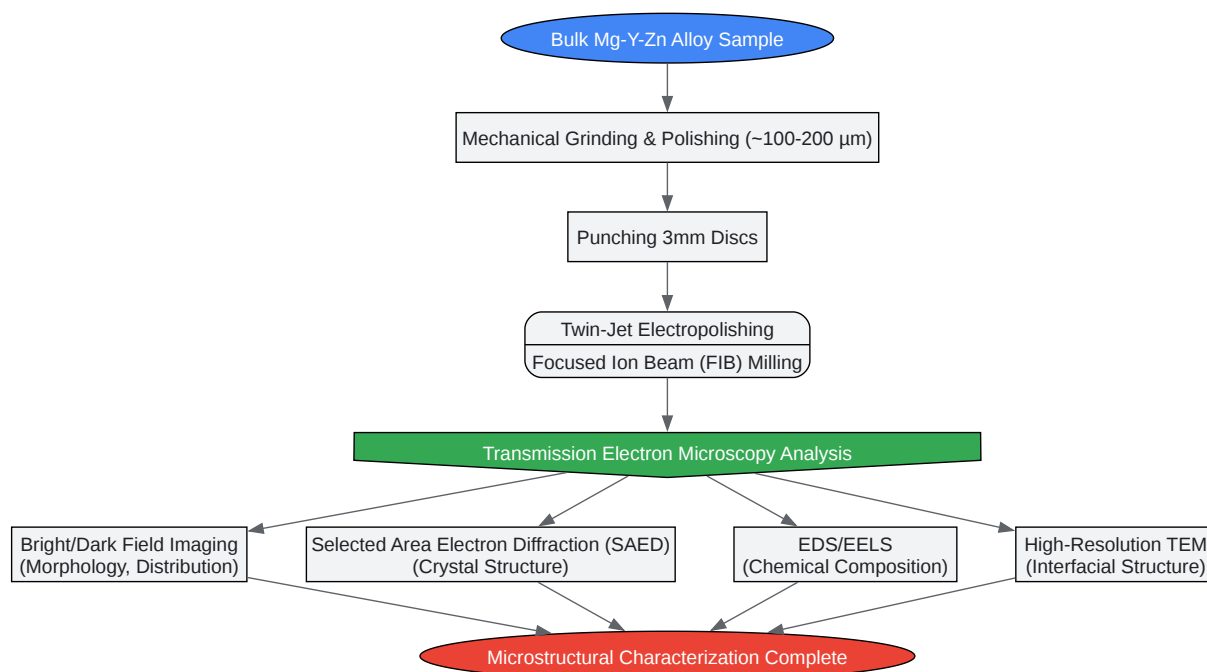 Bulk Mg-Y-Zn Alloy Sample
Mechanical Grinding & Polishing (~100-200 µm)
Punching 3mm Discs
Twin-Jet Electropolishing
Focused Ion Beam (FIB) Milling
Transmission Electron Microscopy Analysis
Bright/Dark Field Imaging
(Morphology, Distribution)
Selected Area Electron Diffraction (SAED)
(Crystal Structure)
EDS/EELS
(Chemical Composition)
High-Resolution TEM
(Interfacial Structure)
Microstructural Characterization Complete